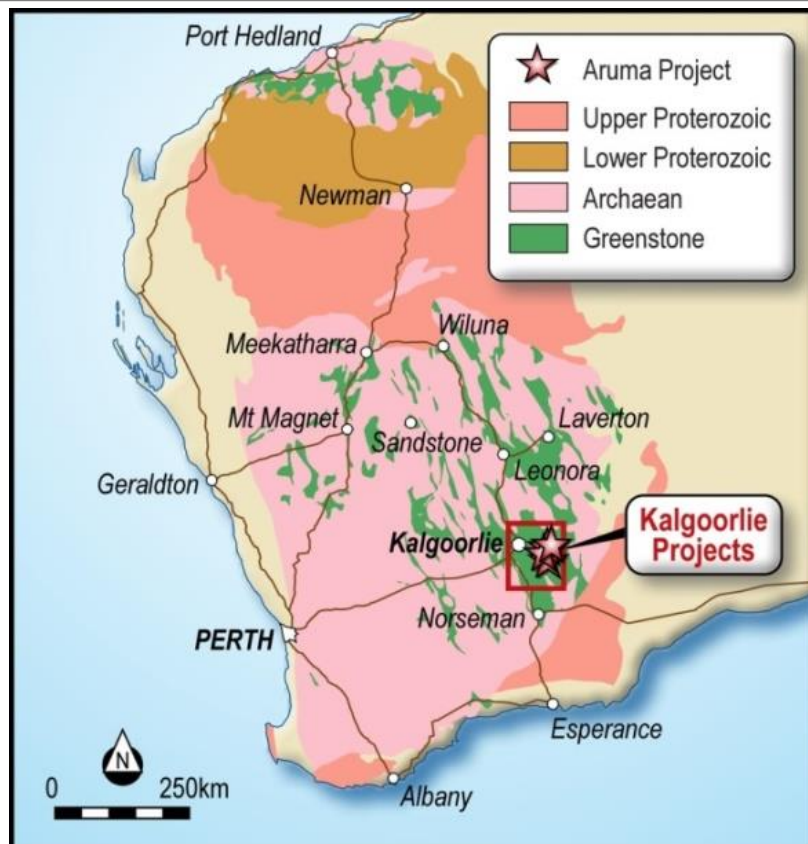 Port Hedland
Aruma Project
Upper Proterozoic
Lower Proterozoic
Archaean
Greenstone
Newman
Wiluna
Meekatharra
Mt Magnet
Sandstone
Laverton
Leonora
Geraldton
Kalgoorlie
Kalgoorlie
Projects
Norseman
PERTH
Esperance
N
0 250km
Albany